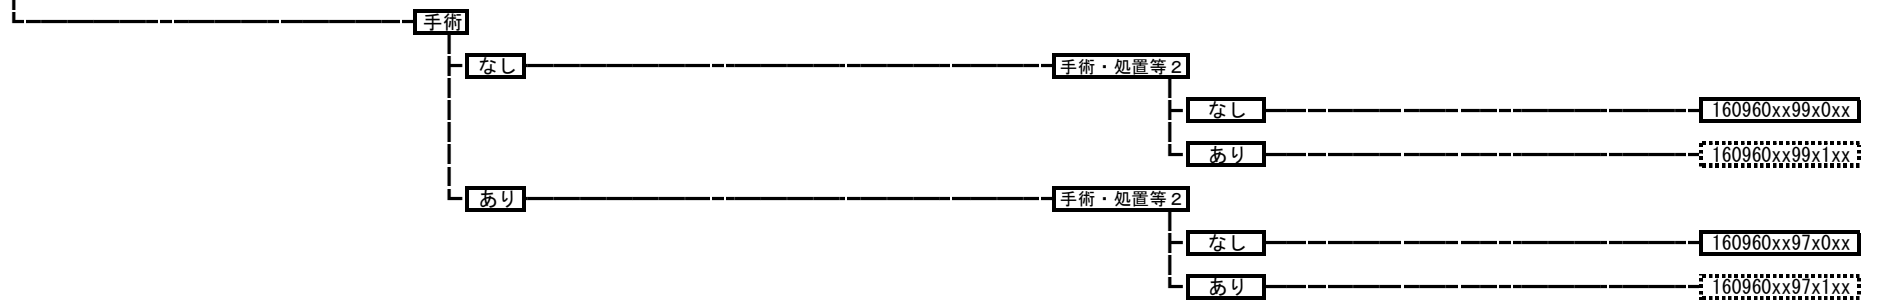 手術
なし 手術・処置等2
なし 160960xx99x0xx
あり 160960xx99x1xx
あり 手術・処置等2
なし 160960xx97x0xx
あり 160960xx97x1xx